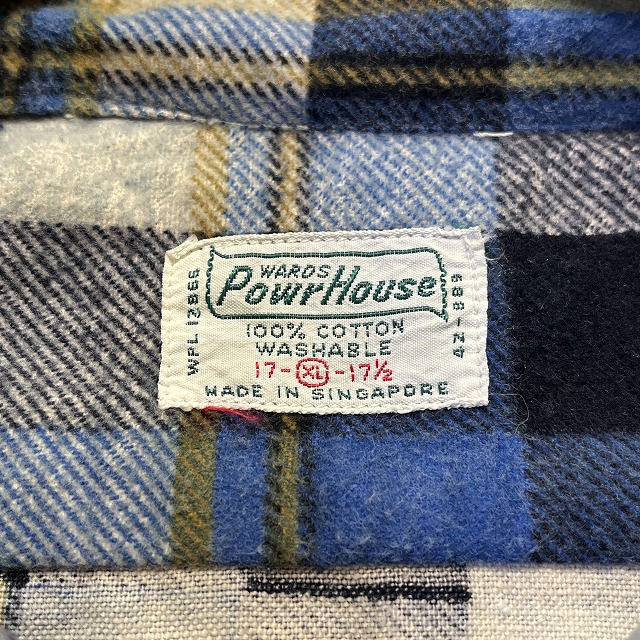 WARDS
PowrHouse
100% COTTON
WASHABLE
17-XL-17½
MADE IN SINGAPORE
WPL 12866
42-889